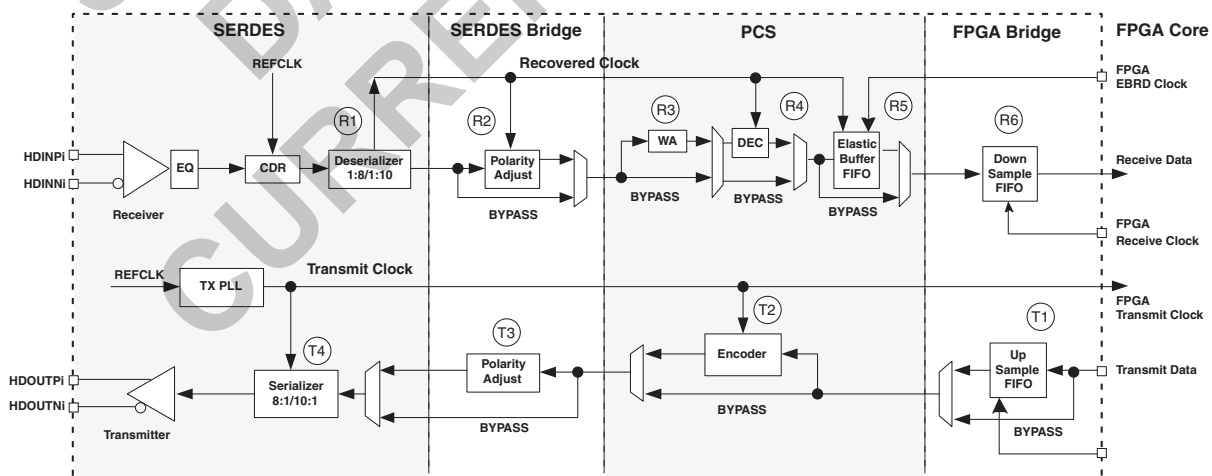 SERDES
SERDES Bridge
PCS
FPGA Bridge
FPGA Core
Recovered Clock
REFCLK
FPGA
EBRD Clock
R1
R2
R3
R4
R5
R6
HDINPi
HDINNi
EQ
CDR
Deserializer
1:8/1:10
Polarity
Adjust
WA
DEC
Elastic
Buffer
FIFO
Down
Sample
FIFO
Receive Data
Receiver
BYPASS
BYPASS
BYPASS
BYPASS
FPGA
Receive Clock
REFCLK
TX PLL
Transmit Clock
FPGA
Transmit Clock
T1
T2
T3
T4
HDOUTPi
HDOUTNi
Transmitter
Serializer
8:1/10:1
Polarity
Adjust
Encoder
Up
Sample
FIFO
Transmit Data
BYPASS
BYPASS
BYPASS